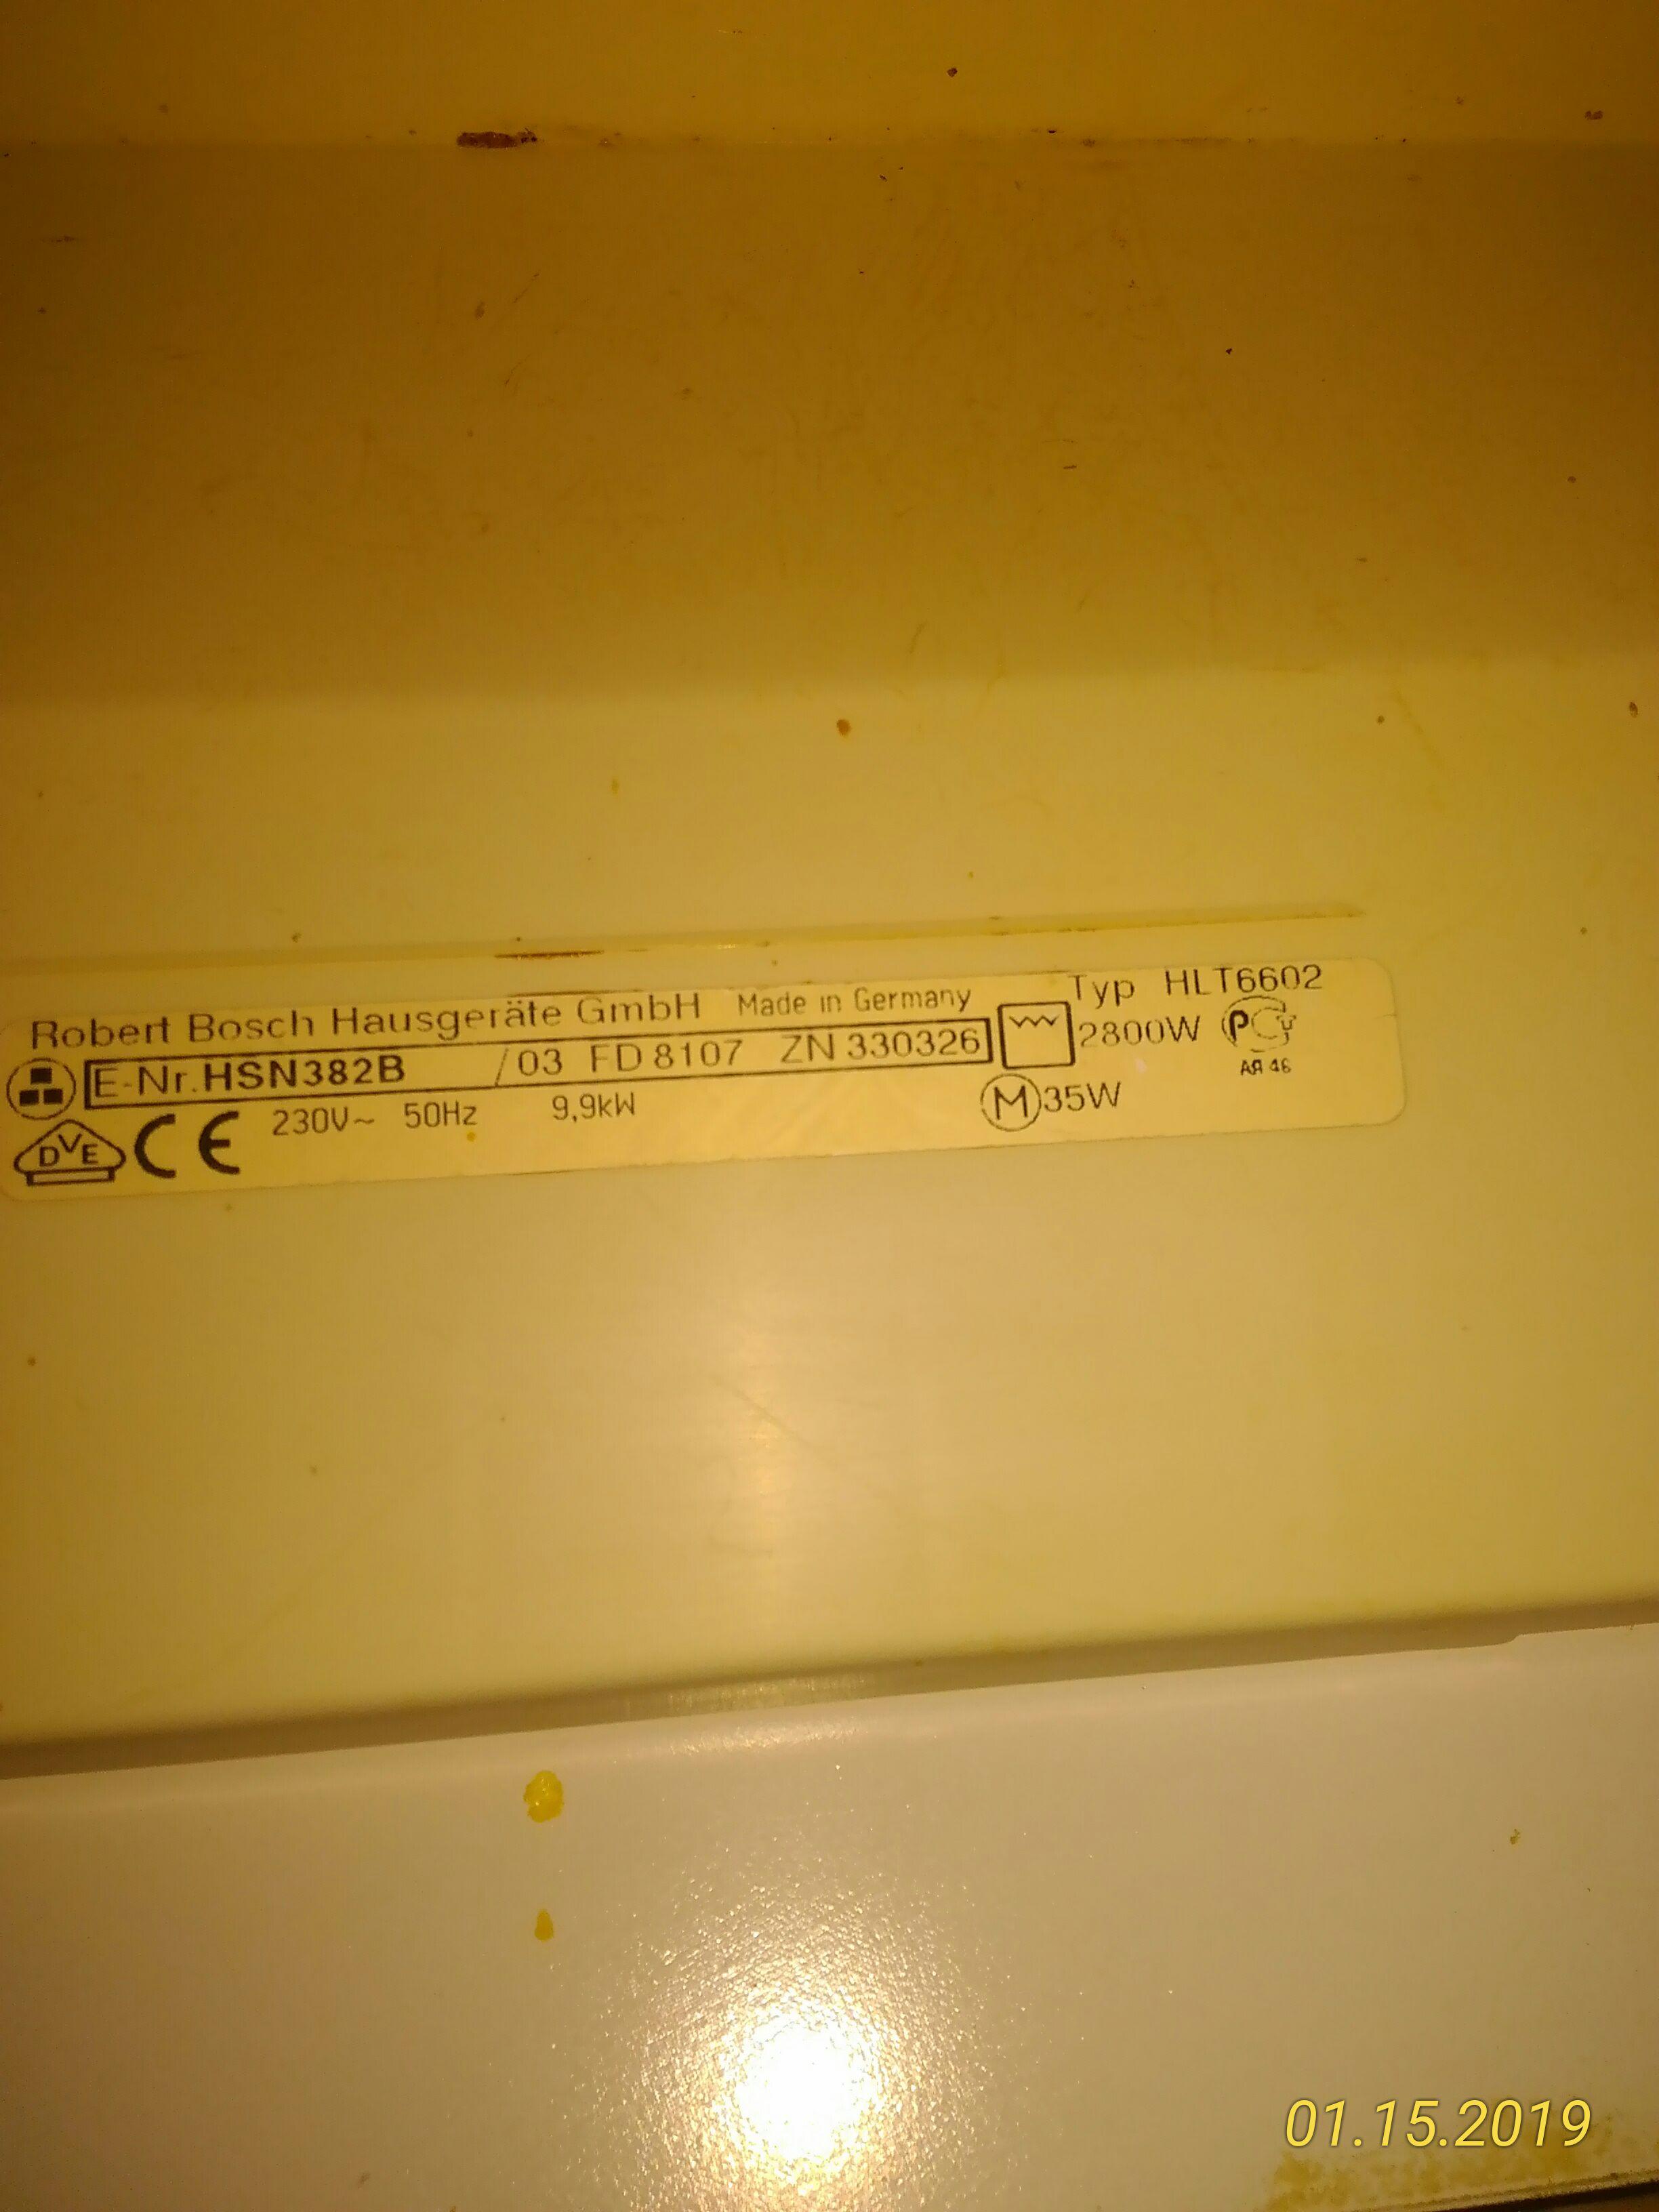 Robert Bosch Hausgeräte GmbH Made in Germany Typ HLT6602
E-Nr.HSN382B /03 FD 8107 ZN 330326 2800W PCT
АЯ 46
DVE CE 230V~ 50Hz 9,9kW M 35W
01.15.2019